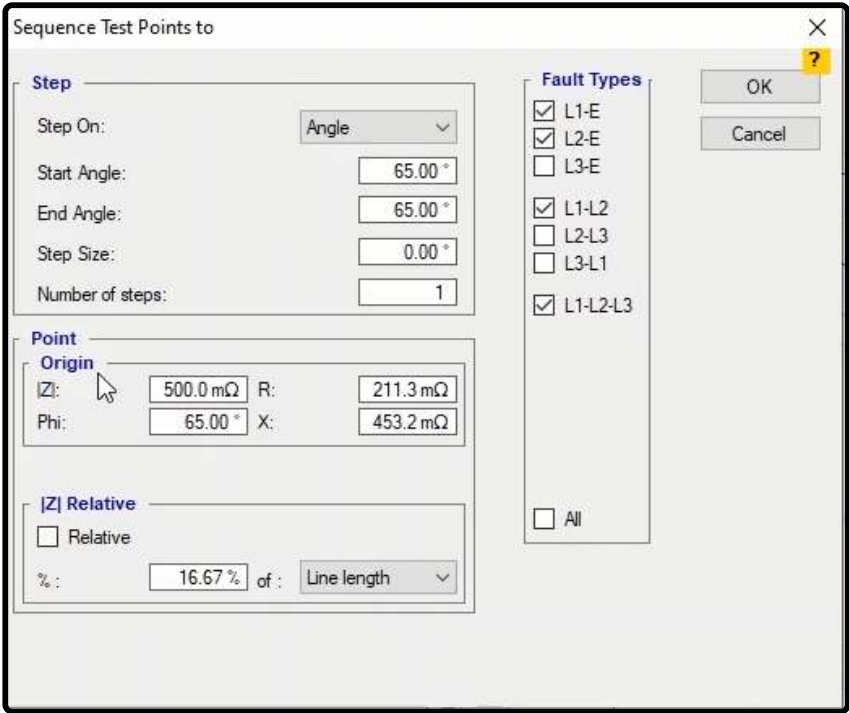 Sequence Test Points to
?
Step
Step On: Angle
Start Angle: 65.00 °
End Angle: 65.00 °
Step Size: 0.00 °
Number of steps: 1
Point
Origin
|Z|: 500.0 mΩ R: 211.3 mΩ
Phi: 65.00 ° X: 453.2 mΩ
|Z| Relative
Relative
% : 16.67 % of : Line length
Fault Types
L1-E
L2-E
L3-E
L1-L2
L2-L3
L3-L1
L1-L2-L3
All
OK
Cancel